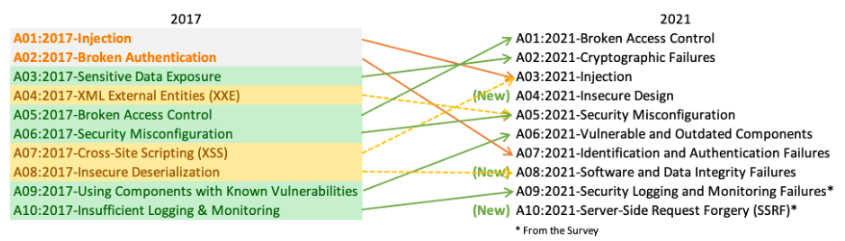 2017
2021
A01:2017-Injection
A01:2021-Broken Access Control
A02:2017-Broken Authentication
A02:2021-Cryptographic Failures
A03:2017-Sensitive Data Exposure
A03:2021-Injection
A04:2017-XML External Entities (XXE)
(New) A04:2021-Insecure Design
A05:2017-Broken Access Control
A05:2021-Security Misconfiguration
A06:2017-Security Misconfiguration
A06:2021-Vulnerable and Outdated Components
A07:2017-Cross-Site Scripting (XSS)
A07:2021-Identification and Authentication Failures
A08:2017-Insecure Deserialization
(New) A08:2021-Software and Data Integrity Failures
A09:2017-Using Components with Known Vulnerabilities
A09:2021-Security Logging and Monitoring Failures*
A10:2017-Insufficient Logging & Monitoring
(New) A10:2021-Server-Side Request Forgery (SSRF)*
* From the Survey